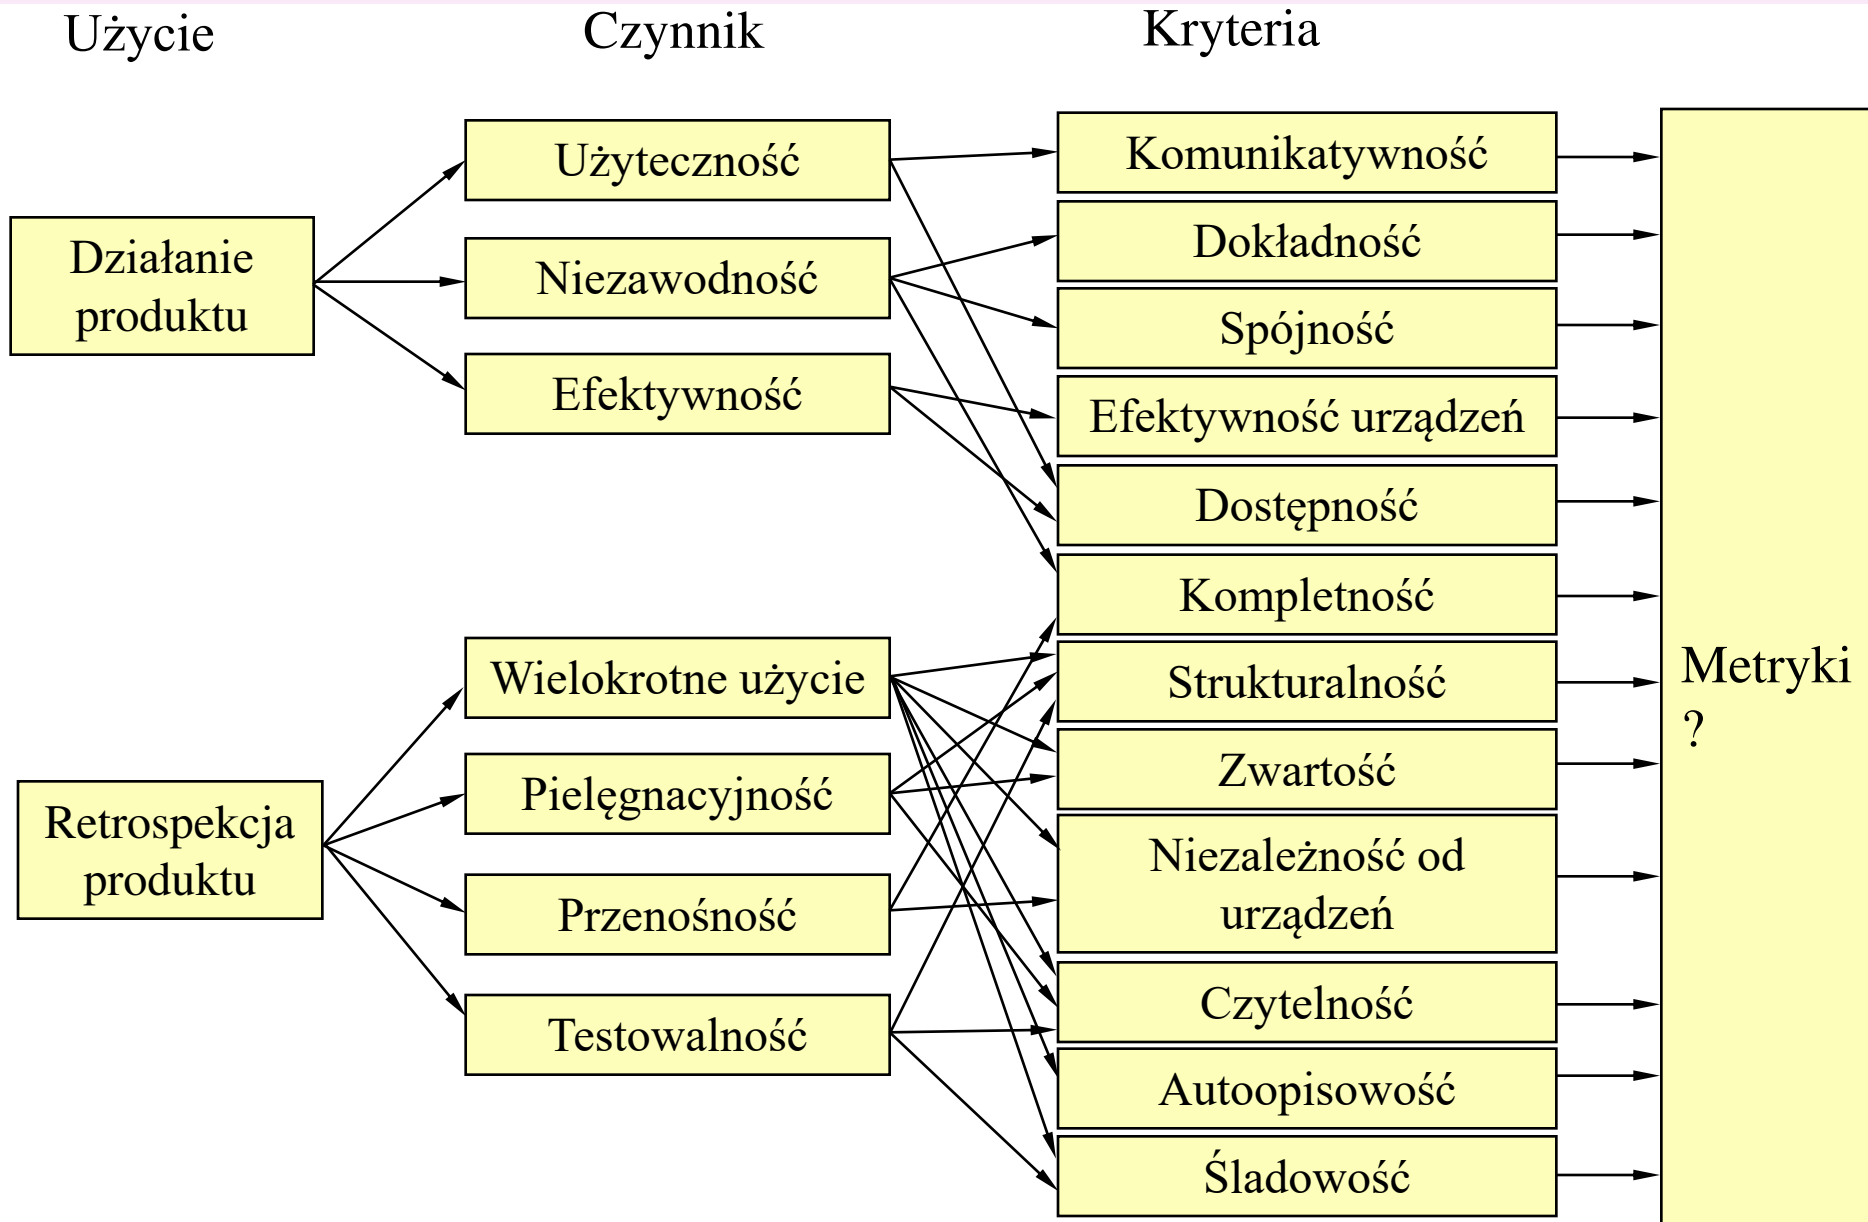 Użycie
Czynnik
Kryteria
Działanie
produktu
Retrospekcja
produktu
Użyteczność
Niezawodność
Efektywność
Wielokrotne użycie
Pielęgnacyjność
Przenośność
Testowalność
Komunikatywność
Dokładność
Spójność
Efektywność urządzeń
Dostępność
Kompletność
Strukturalność
Zwartość
Niezależność od
urządzeń
Czytelność
Autoopisowość
Śladowość
Metryki
?